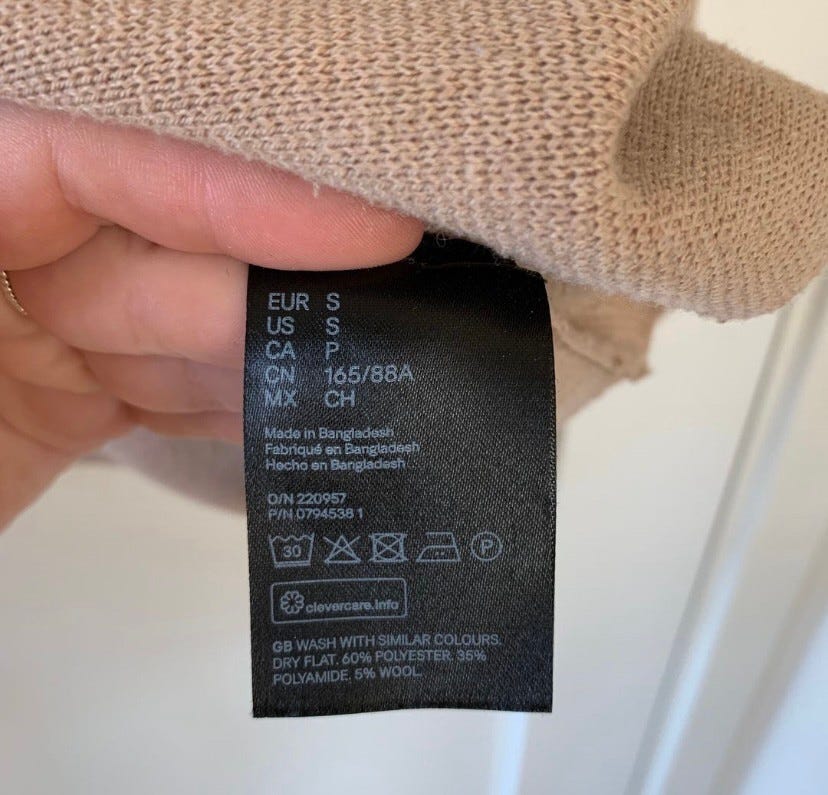 EUR S
US S
CA P
CN 165/88A
MX CH
Made in Bangladesh
Fabriqué en Bangladesh
Hecho en Bangladesh
O/N 220957
P/N 0794538 1
30 P
clevercare.info
GB WASH WITH SIMILAR COLOURS.
DRY FLAT. 60% POLYESTER. 35%
POLYAMIDE. 5% WOOL.